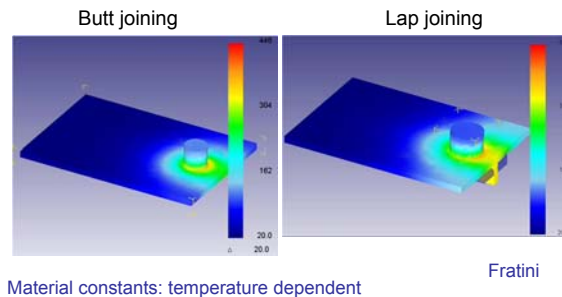 Butt joining
Lap joining
446
304
162
20.0
20.0
Fratini
Material constants: temperature dependent